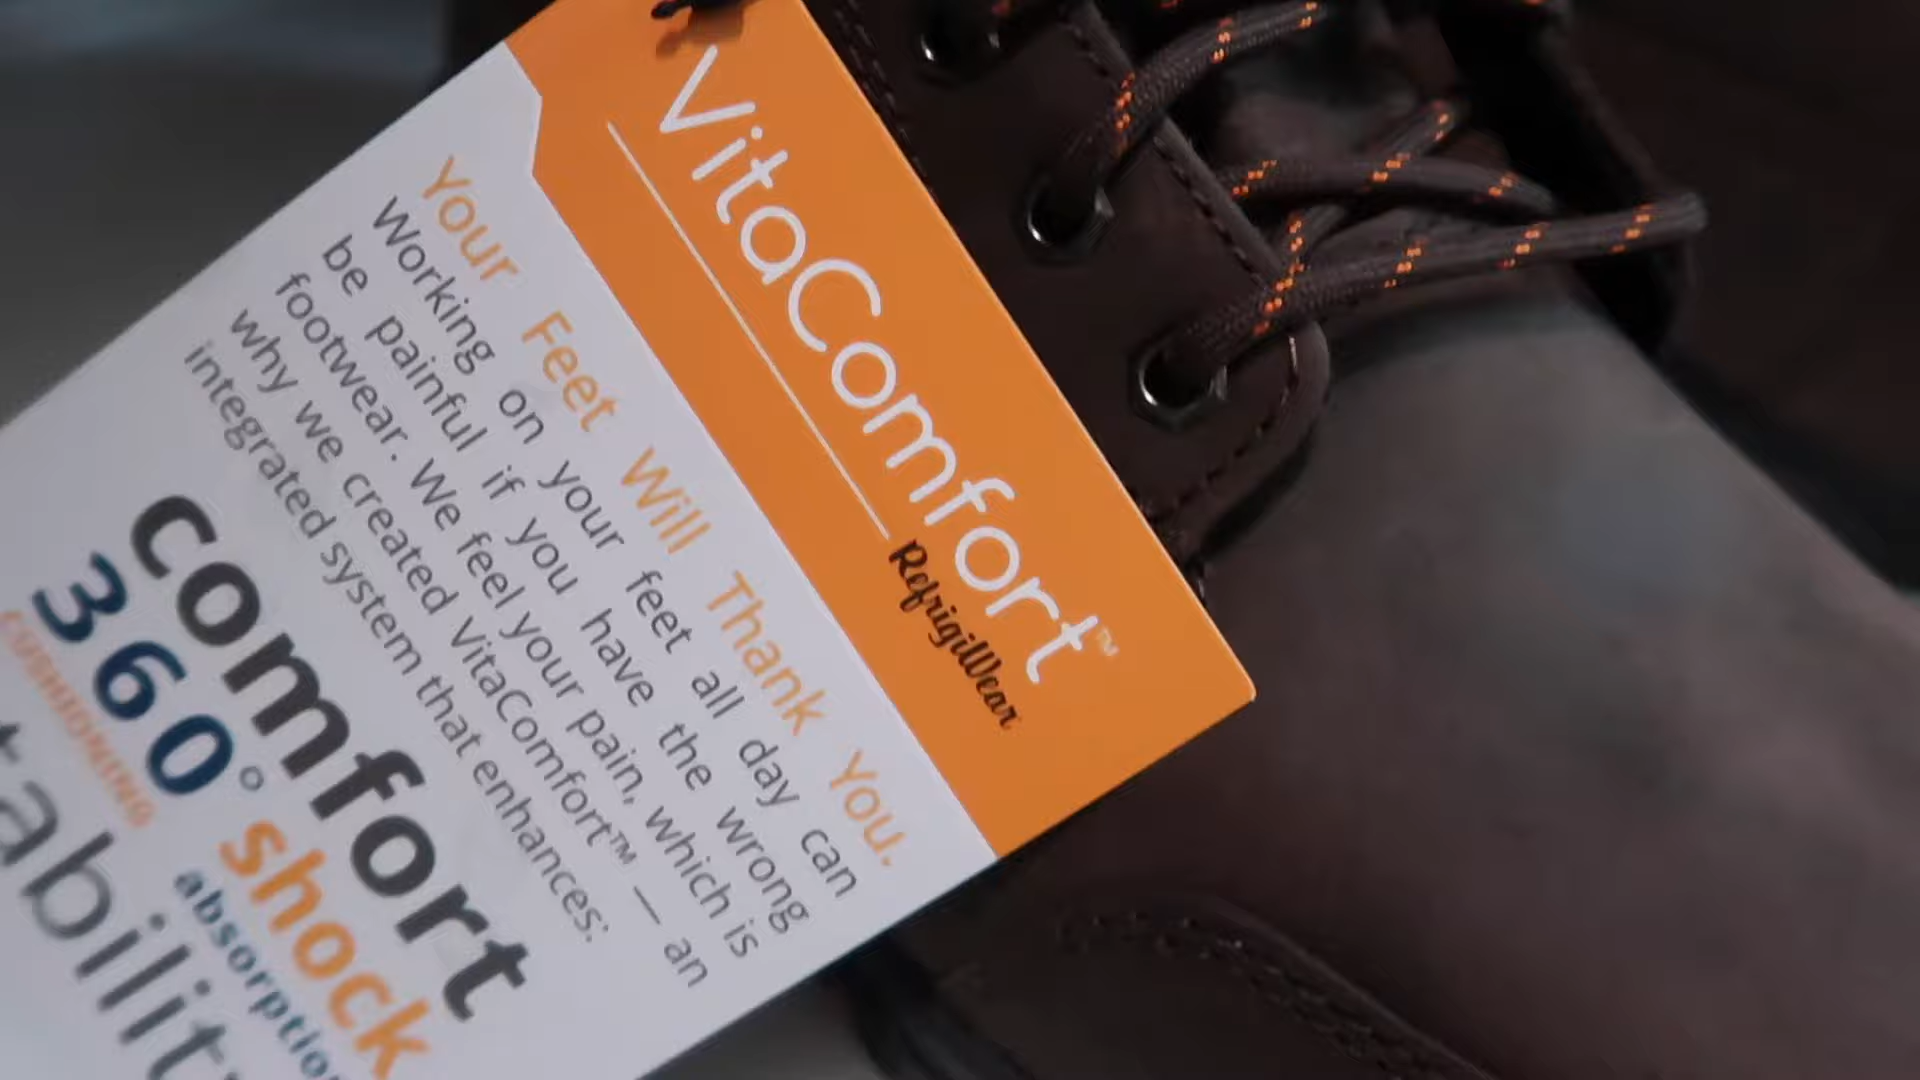 VitaComfort™
RefrigiWear
Your Feet Will Thank You.
Working on your feet all day can
be painful if you have the wrong
footwear. We feel your pain, which is
why we created VitaComfort™ — an
integrated system that enhances:
comfort
360° shock
CUSHIONING absorption